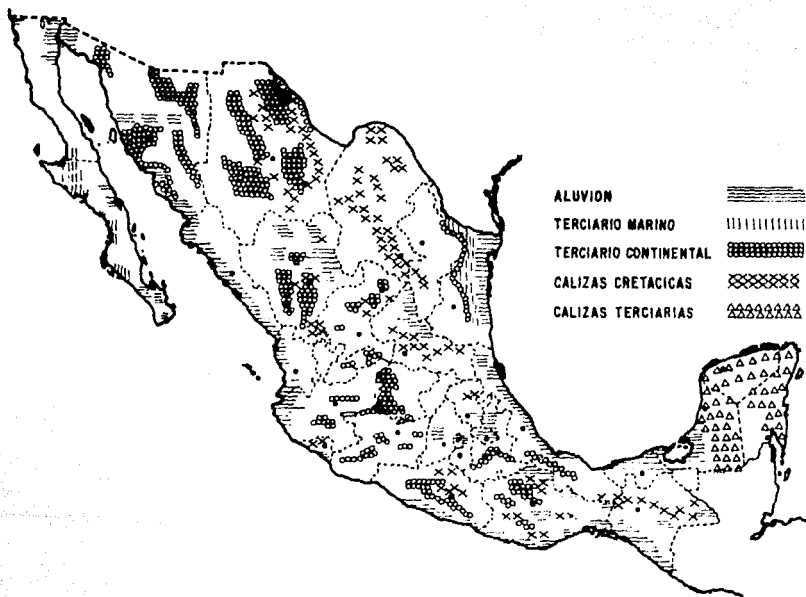 ALUVION
TERCIARIO MARINO
TERCIARIO CONTINENTAL
CALIZAS CRETACICAS
CALIZAS TERCIARIAS